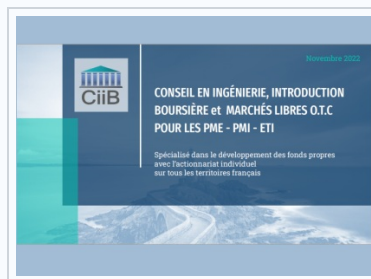 Novembre 2022
CiiB
CONSEIL EN INGÉNIERIE, INTRODUCTION
BOURSIÈRE et MARCHÉS LIBRES O.T.C
POUR LES PME - PMI - ETI
Spécialisé dans le développement des fonds propres
avec l'actionnariat individuel
sur tous les territoires français